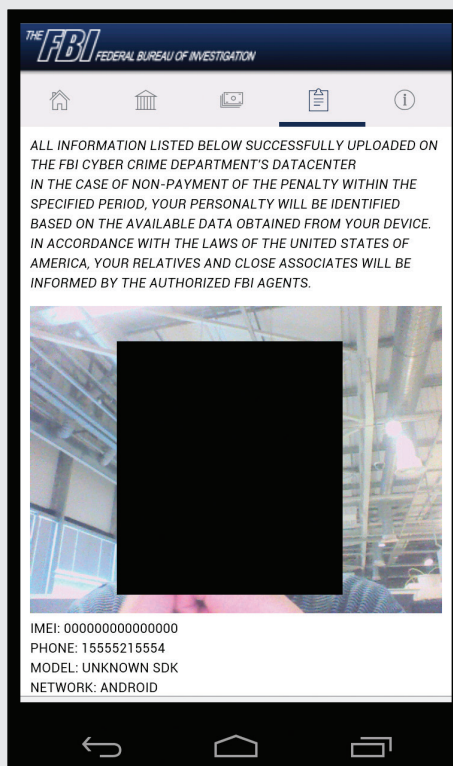 THE FBI FEDERAL BUREAU OF INVESTIGATION
ALL INFORMATION LISTED BELOW SUCCESSFULLY UPLOADED ON
THE FBI CYBER CRIME DEPARTMENT'S DATACENTER
IN THE CASE OF NON-PAYMENT OF THE PENALTY WITHIN THE
SPECIFIED PERIOD, YOUR PERSONALTY WILL BE IDENTIFIED
BASED ON THE AVAILABLE DATA OBTAINED FROM YOUR DEVICE.
IN ACCORDANCE WITH THE LAWS OF THE UNITED STATES OF
AMERICA, YOUR RELATIVES AND CLOSE ASSOCIATES WILL BE
INFORMED BY THE AUTHORIZED FBI AGENTS.
IMEI: 000000000000000
PHONE: 15555215554
MODEL: UNKNOWN SDK
NETWORK: ANDROID